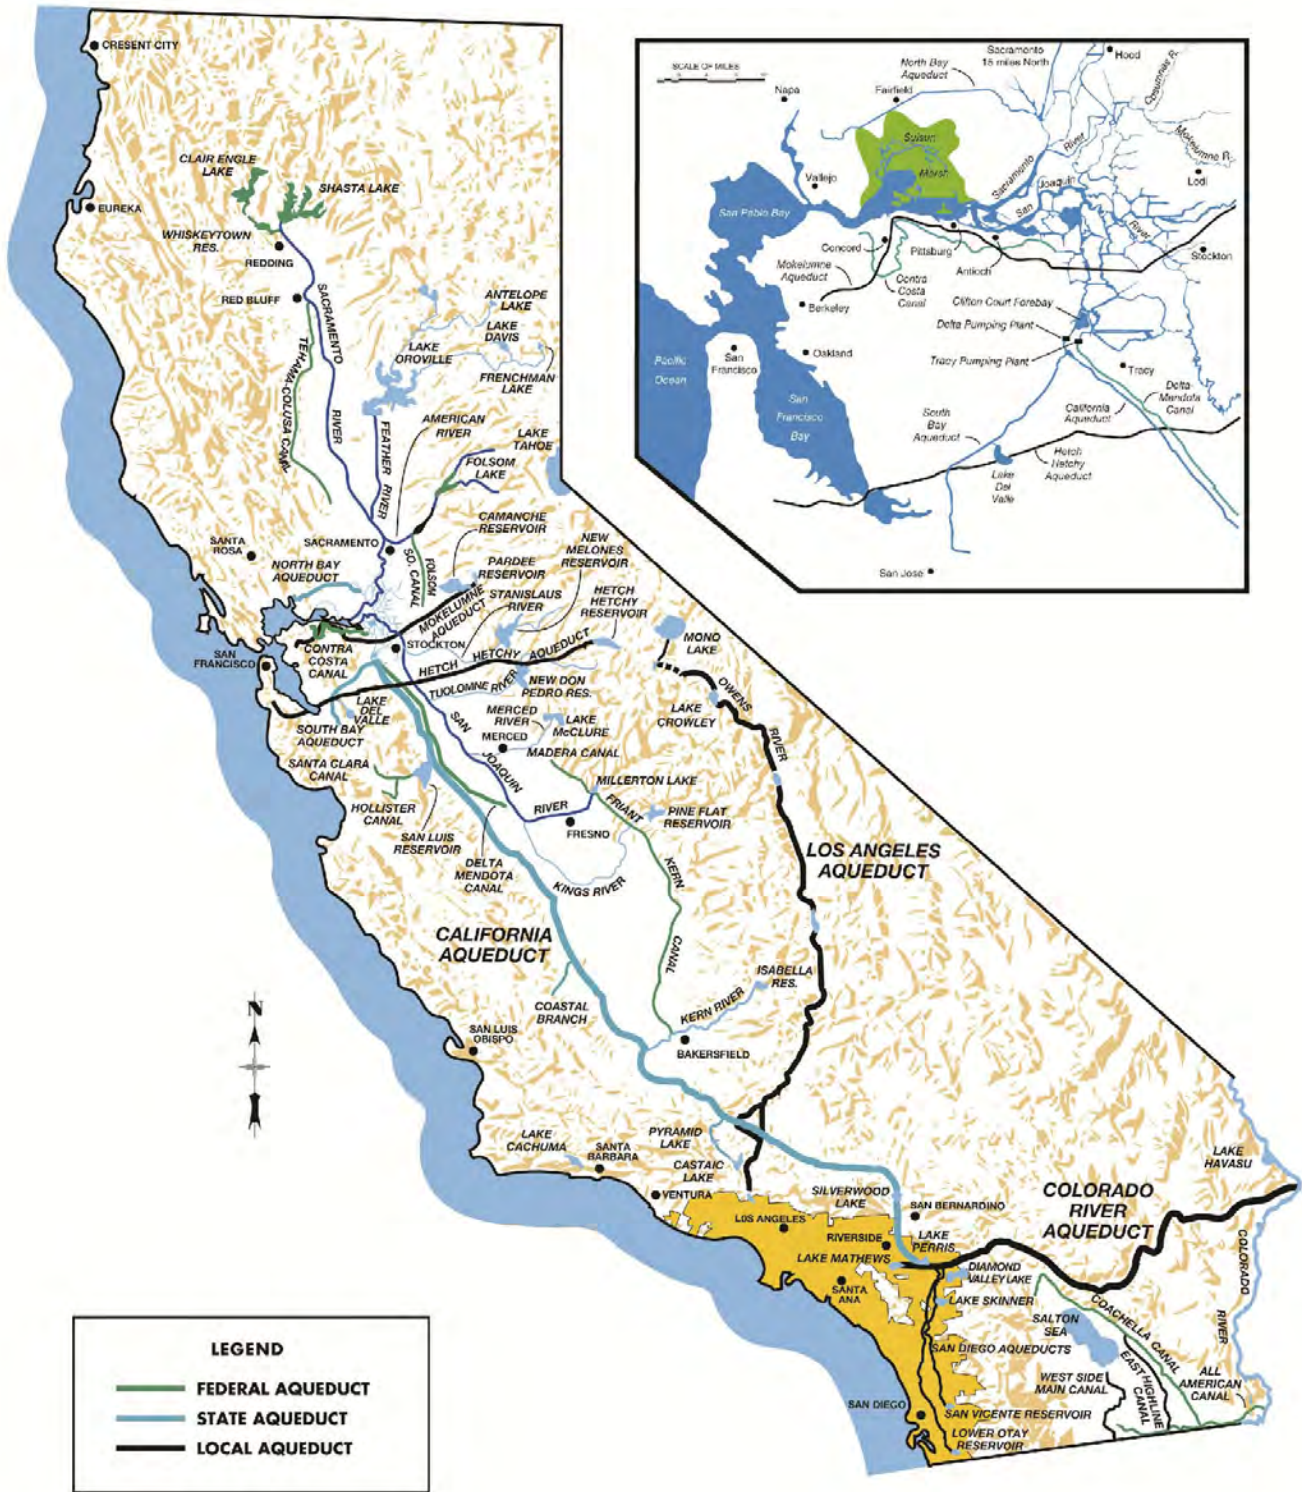 CRESENT CITY
CLAIR ENGLE
LAKE
SHASTA LAKE
EUREKA
WHISKEYTOWN
RES.
REDDING
RED BLUFF
SACRAMENTO
RIVER
TEHAMA-COLUSA CANAL
ANTELOPE
LAKE
LAKE
DAVIS
LAKE
OROVILLE
FRENCHMAN
LAKE
FEATHER RIVER
AMERICAN
RIVER
LAKE
TAHOE
FOLSOM
LAKE
SANTA
ROSA
SACRAMENTO
CAMANCHE
RESERVOIR
NEW
MELONES
RESERVOIR
NORTH BAY
AQUEDUCT
FOLSOM
SO. CANAL
PARDEE
RESERVOIR
STANISLAUS
RIVER
HETCH
HETCHY
RESERVOIR
MOKELUMNE
AQUEDUCT
STOCKTON
SAN
FRANCISCO
CONTRA
COSTA
CANAL
HETCH HETCHY AQUEDUCT
MONO
LAKE
TUOLOMNE RIVER
NEW DON
PEDRO RES.
LAKE
DEL
VALLE
SOUTH BAY
AQUEDUCT
SAN
JOAQUIN
RIVER
MERCED
RIVER
LAKE
McCLURE
MERCED
MADERA CANAL
LAKE
CROWLEY
OWENS
RIVER
SANTA CLARA
CANAL
MILLERTON LAKE
HOLLISTER
CANAL
SAN LUIS
RESERVOIR
FRESNO
PINE FLAT
RESERVOIR
FRIANT
KERN
CANAL
DELTA
MENDOTA
CANAL
KINGS RIVER
LOS ANGELES
AQUEDUCT
CALIFORNIA
AQUEDUCT
ISABELLA
RES.
COASTAL
BRANCH
KERN RIVER
N
SAN LUIS
OBISPO
BAKERSFIELD
LAKE
CACHUMA
SANTA
BARBARA
PYRAMID
LAKE
CASTAIC
LAKE
VENTURA
LOS ANGELES
SILVERWOOD
LAKE
SAN BERNARDINO
COLORADO
RIVER
AQUEDUCT
LAKE
HAVASU
RIVERSIDE
LAKE
PERRIS
LAKE MATHEWS
DIAMOND
VALLEY LAKE
SANTA
ANA
LAKE SKINNER
COLORADO
RIVER
SALTON
SEA
COACHELLA CANAL
SAN DIEGO AQUEDUCTS
WEST SIDE
MAIN CANAL
EAST HIGHLINE
CANAL
ALL
AMERICAN
CANAL
SAN DIEGO
SAN VICENTE RESERVOIR
LOWER OTAY
RESERVOIR
LEGEND
FEDERAL AQUEDUCT
STATE AQUEDUCT
LOCAL AQUEDUCT
SCALE OF MILES
Sacramento
15 miles North
Hood
North Bay
Aqueduct
Napa
Fairfield
Cosumnes R.
Suisun
Marsh
Mokelumne R.
Vallejo
Sacramento
River
Lodi
San Pablo Bay
San
Joaquin
River
Concord
Pittsburg
Antioch
Stockton
Mokelumne
Aqueduct
Contra
Costa
Canal
Berkeley
Clifton Court Forebay
Delta Pumping Plant
Tracy Pumping Plant
Pacific
Ocean
San
Francisco
Oakland
Tracy
San
Francisco
Bay
South
Bay
Aqueduct
California
Aqueduct
Delta-
Mendota
Canal
Lake
Del
Valle
Hetch
Hetchy
Aqueduct
San Jose